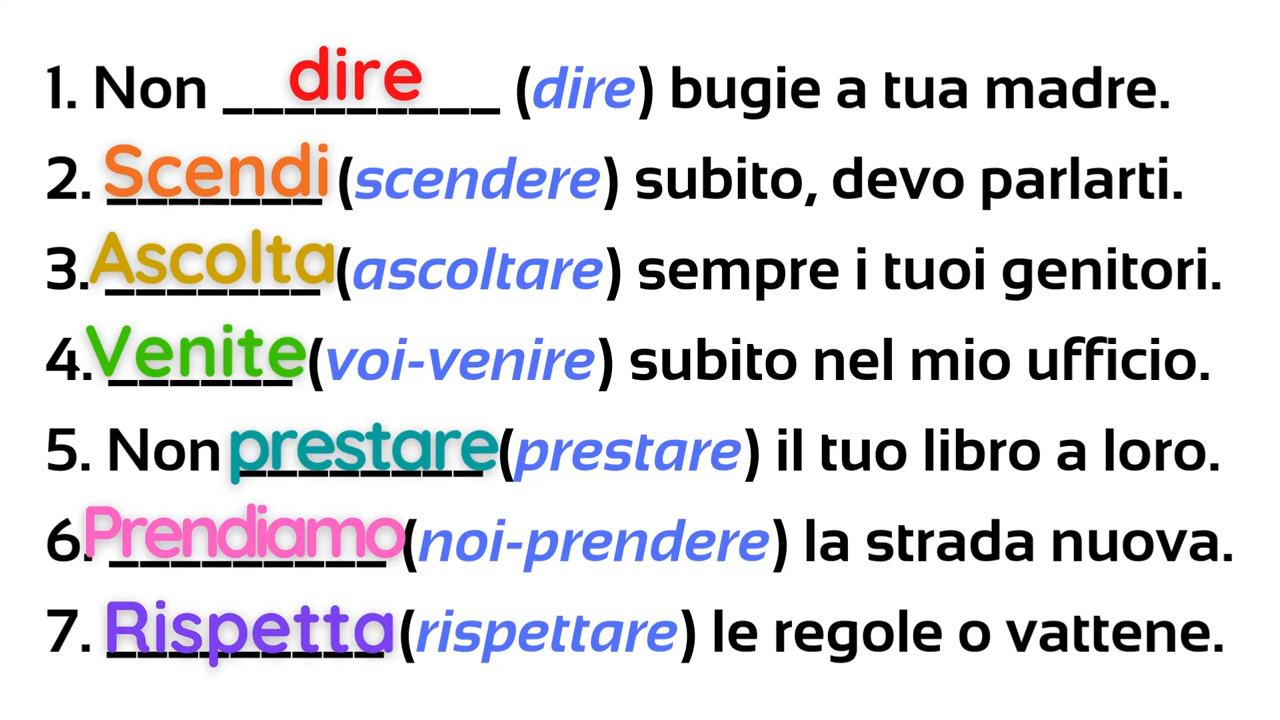 1. Non dire (dire) bugie a tua madre.
2. Scendi (scendere) subito, devo parlarti.
3. Ascolta (ascoltare) sempre i tuoi genitori.
4. Venite (voi-venire) subito nel mio ufficio.
5. Non prestare (prestare) il tuo libro a loro.
6. Prendiamo (noi-prendere) la strada nuova.
7. Rispetta (rispettare) le regole o vattene.